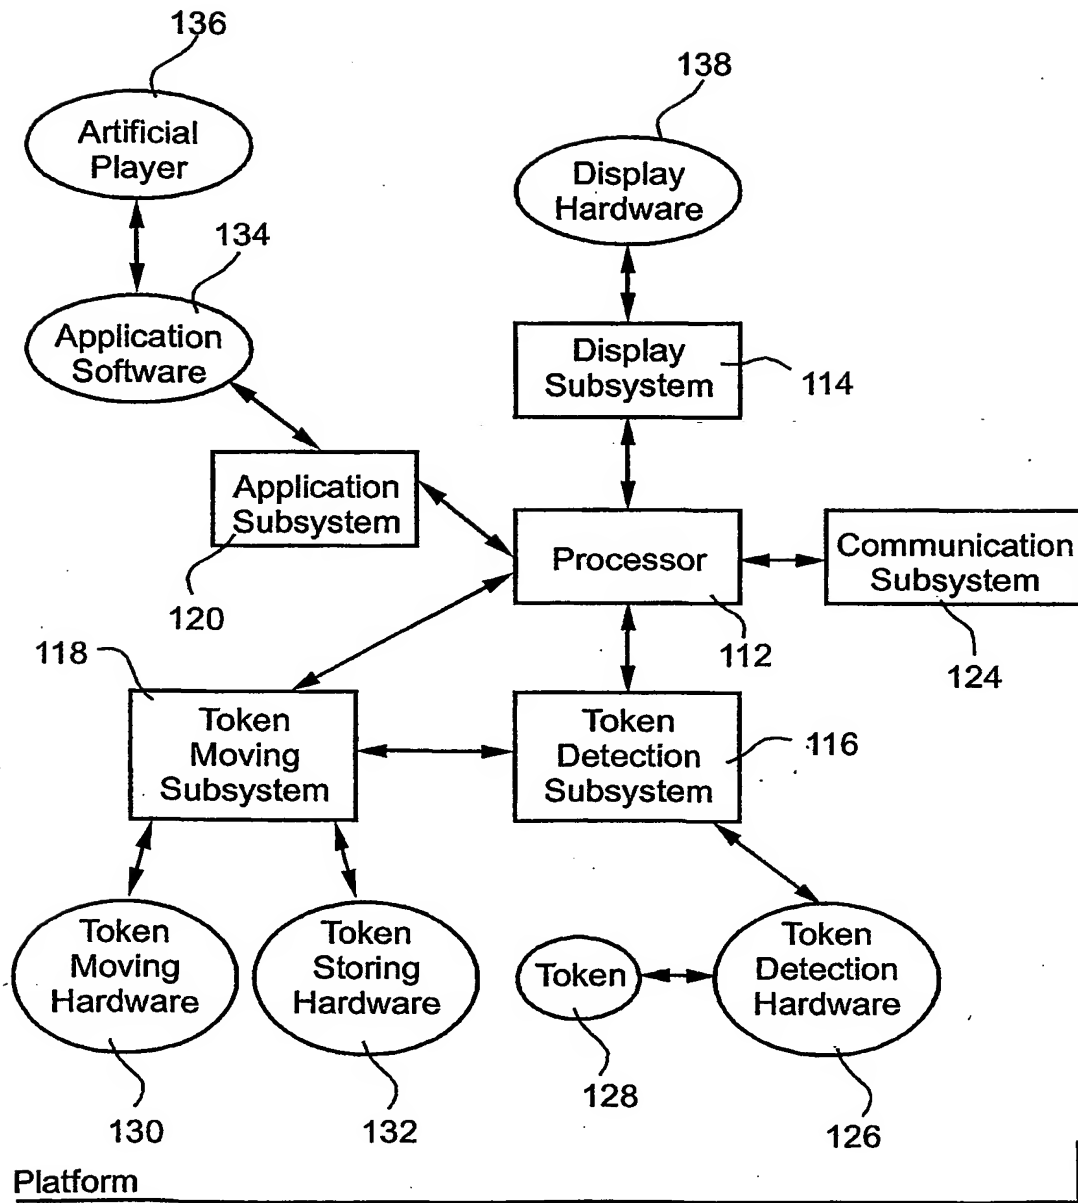 136
138
Artificial
Player
Display
Hardware
134
Application
Software
Display
Subsystem
114
Application
Subsystem
Processor
Communication
Subsystem
120
118
112
124
Token
Moving
Subsystem
Token
Detection
Subsystem
116
Token
Moving
Hardware
Token
Storing
Hardware
Token
Token
Detection
Hardware
128
130
132
126
Platform